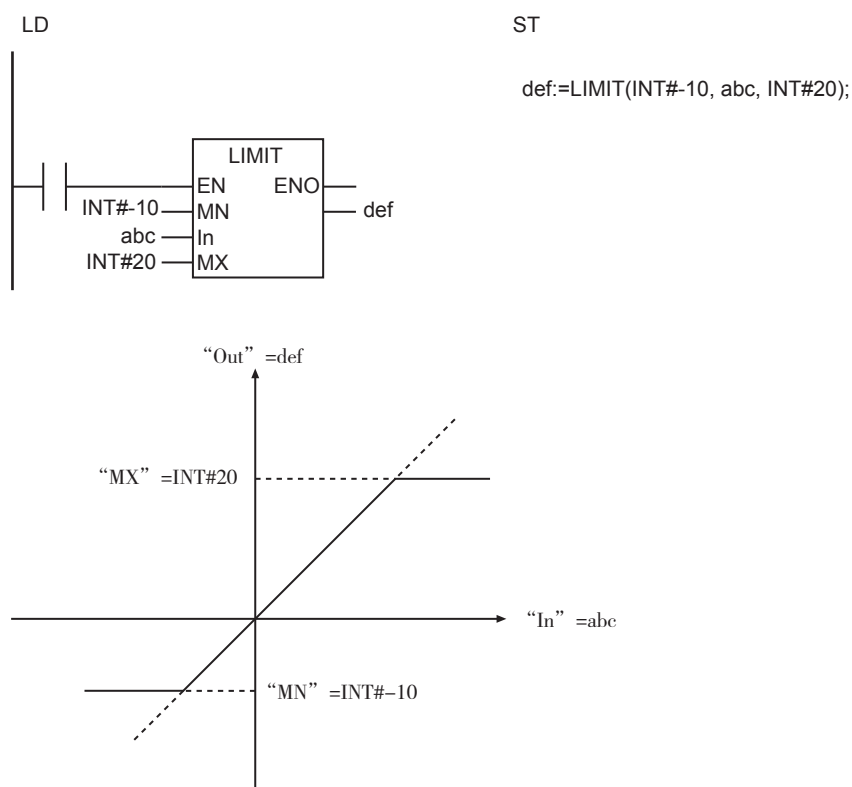 LD
ST
def:=LIMIT(INT#-10, abc, INT#20);
LIMIT
EN ENO
INT#-10 MN def
abc In
INT#20 MX
“Out” =def
“MX” =INT#20
“In” =abc
“MN” =INT#–10